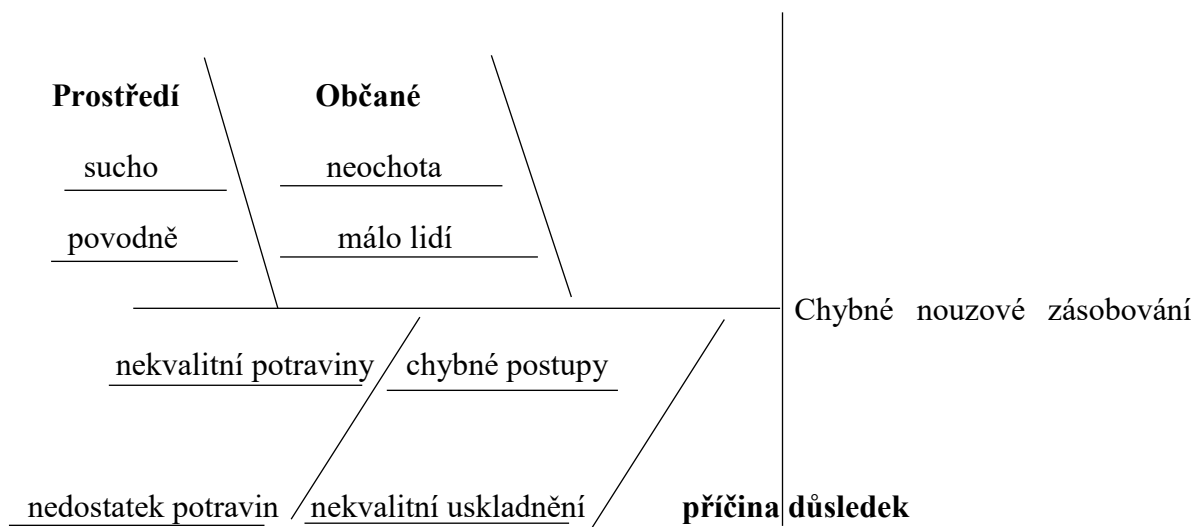 Prostředí Občané
sucho neochota
povodně málo lidí
Chybné nouzové zásobování
nekvalitní potraviny chybné postupy
nedostatek potravin nekvalitní uskladnění příčina důsledek